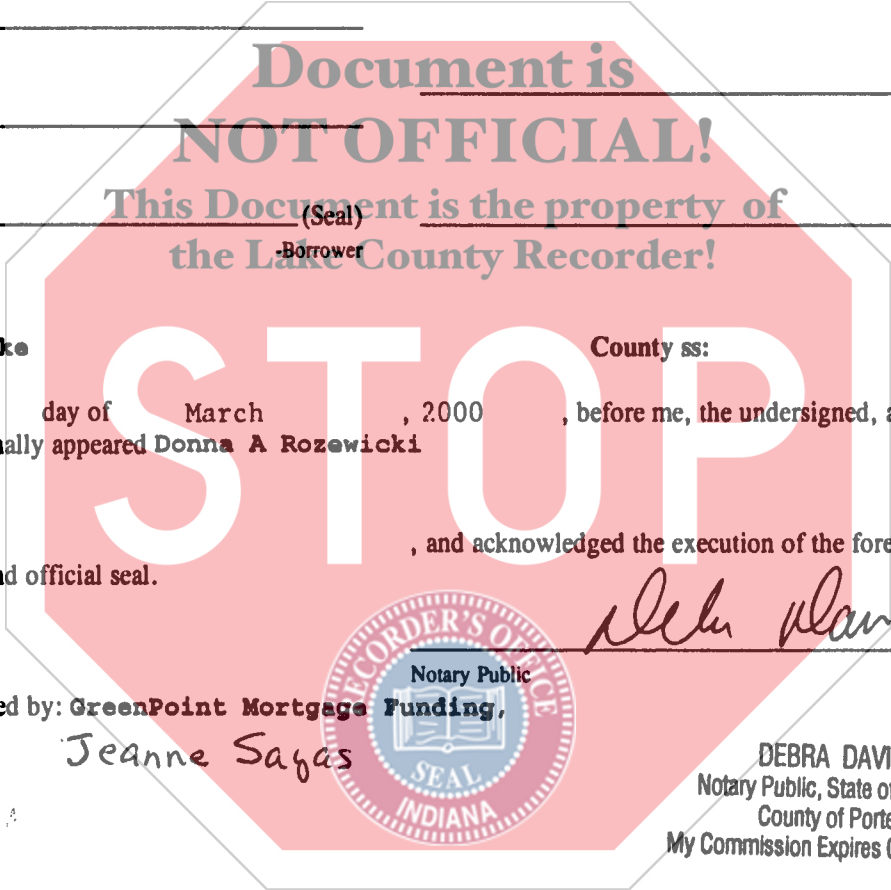 Document is
NOT OFFICIAL!
This Document is the property of
the Lake County Recorder!
(Seal)
-Borrower
STOP
ke County ss:
day of March , 2000 , before me, the undersigned, a
ally appeared Donna A Rozewicki
, and acknowledged the execution of the fore
d official seal.
Notary Public
RECORDER'S OFFICE
SEAL
INDIANA
ed by: GreenPoint Mortgage Funding,
Jeanne Sayas
DEBRA DAVI
Notary Public, State of
County of Porte
My Commission Expires